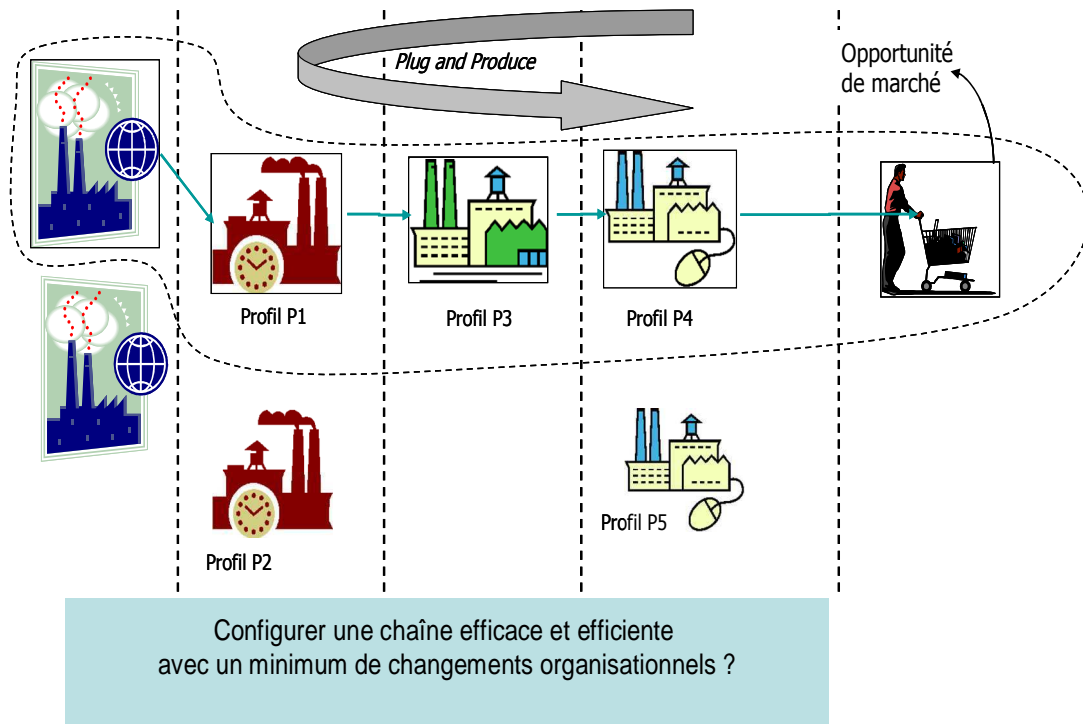 Plug and Produce
Opportunité
de marché
Profil P1
Profil P3
Profil P4
Profil P2
Profil P5
Configurer une chaîne efficace et efficiente
avec un minimum de changements organisationnels ?